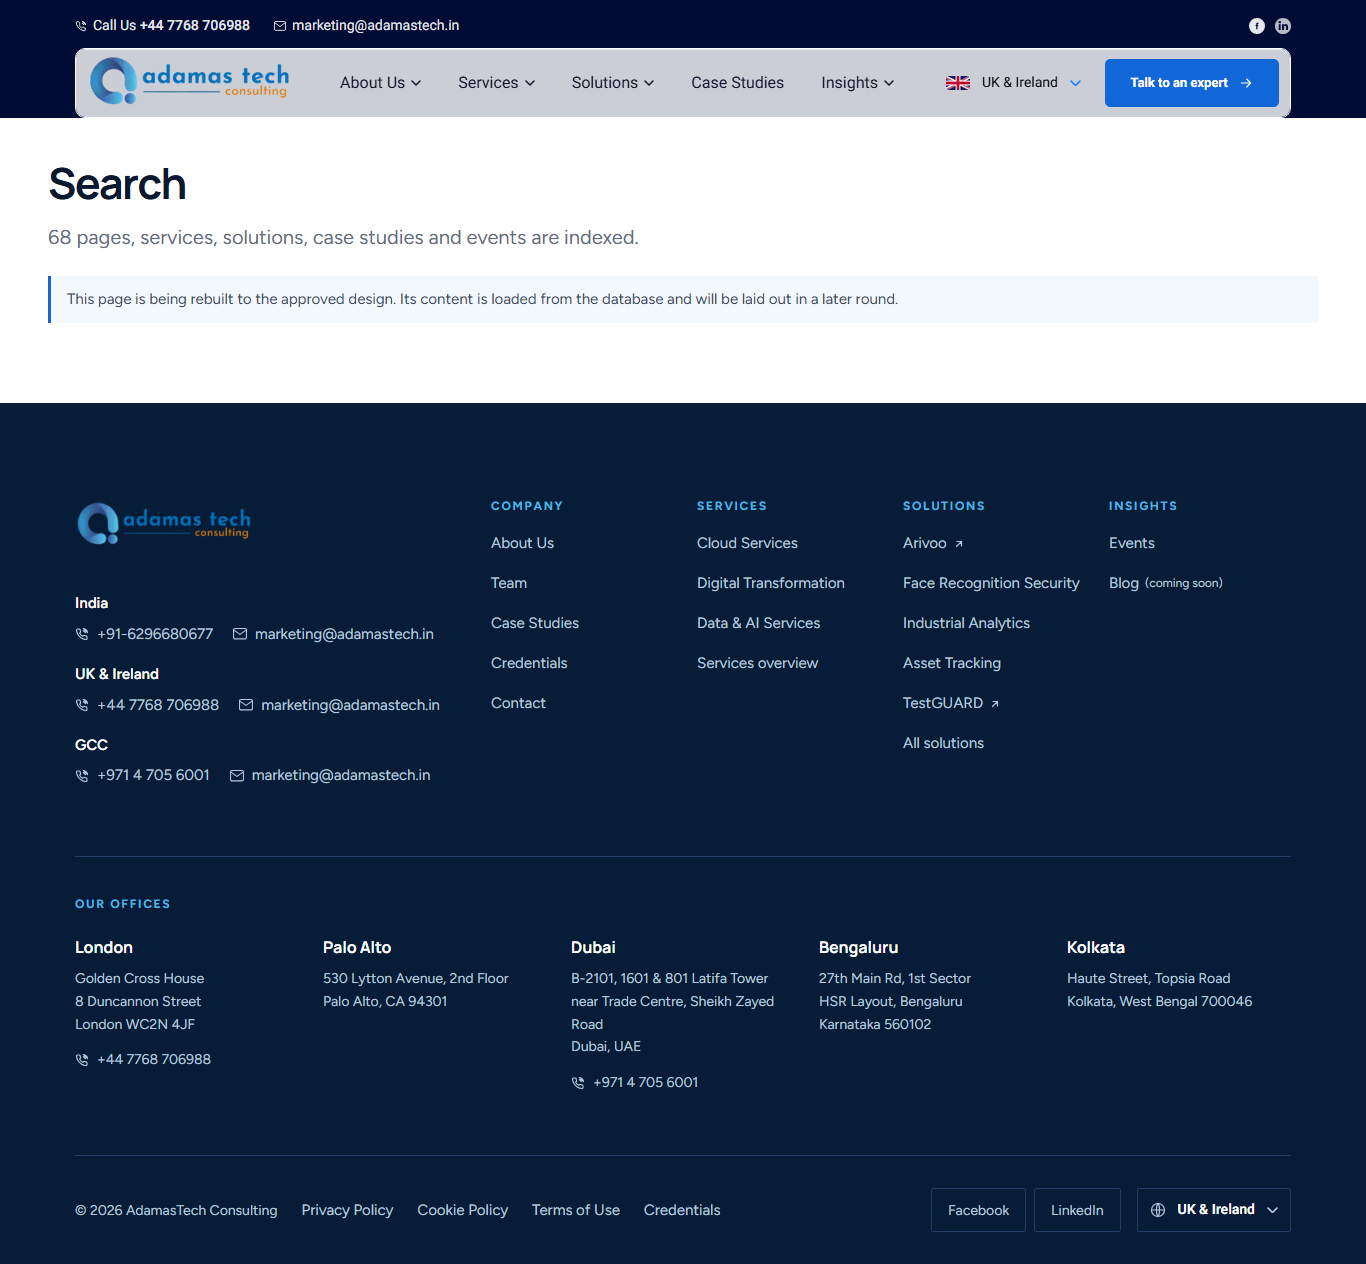 Call Us +44 7768 706988 marketing@adamastech.in
adamas tech
consulting
About Us Services Solutions Case Studies Insights UK & Ireland Talk to an expert
Search
68 pages, services, solutions, case studies and events are indexed.
This page is being rebuilt to the approved design. Its content is loaded from the database and will be laid out in a later round.
adamas tech
consulting
India
+91-6296680677 marketing@adamastech.in
UK & Ireland
+44 7768 706988 marketing@adamastech.in
GCC
+971 4 705 6001 marketing@adamastech.in
COMPANY
About Us
Team
Case Studies
Credentials
Contact
SERVICES
Cloud Services
Digital Transformation
Data & AI Services
Services overview
SOLUTIONS
Arivoo
Face Recognition Security
Industrial Analytics
Asset Tracking
TestGUARD
All solutions
INSIGHTS
Events
Blog (coming soon)
OUR OFFICES
London
Golden Cross House
8 Duncannon Street
London WC2N 4JF
+44 7768 706988
Palo Alto
530 Lytton Avenue, 2nd Floor
Palo Alto, CA 94301
Dubai
B-2101, 1601 & 801 Latifa Tower
near Trade Centre, Sheikh Zayed
Road
Dubai, UAE
+971 4 705 6001
Bengaluru
27th Main Rd, 1st Sector
HSR Layout, Bengaluru
Karnataka 560102
Kolkata
Haute Street, Topsia Road
Kolkata, West Bengal 700046
© 2026 AdamasTech Consulting Privacy Policy Cookie Policy Terms of Use Credentials Facebook LinkedIn UK & Ireland